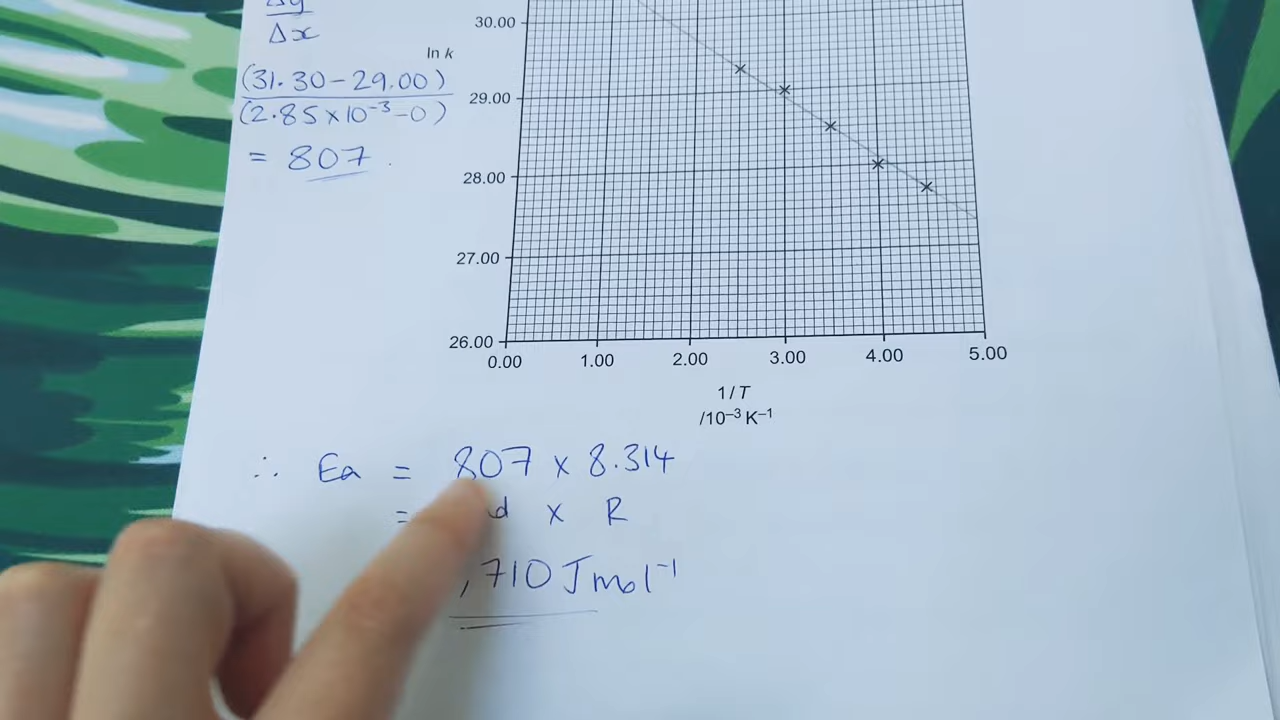 Δx
(31.30-29.00)
(2.85×10⁻³-0)
= 807.
ln k
30.00
29.00
28.00
27.00
26.00
0.00 1.00 2.00 3.00 4.00 5.00
1/T
/10⁻³ K⁻¹
∴ Ea = 807 × 8.314
= × R
,710 Jmol⁻¹